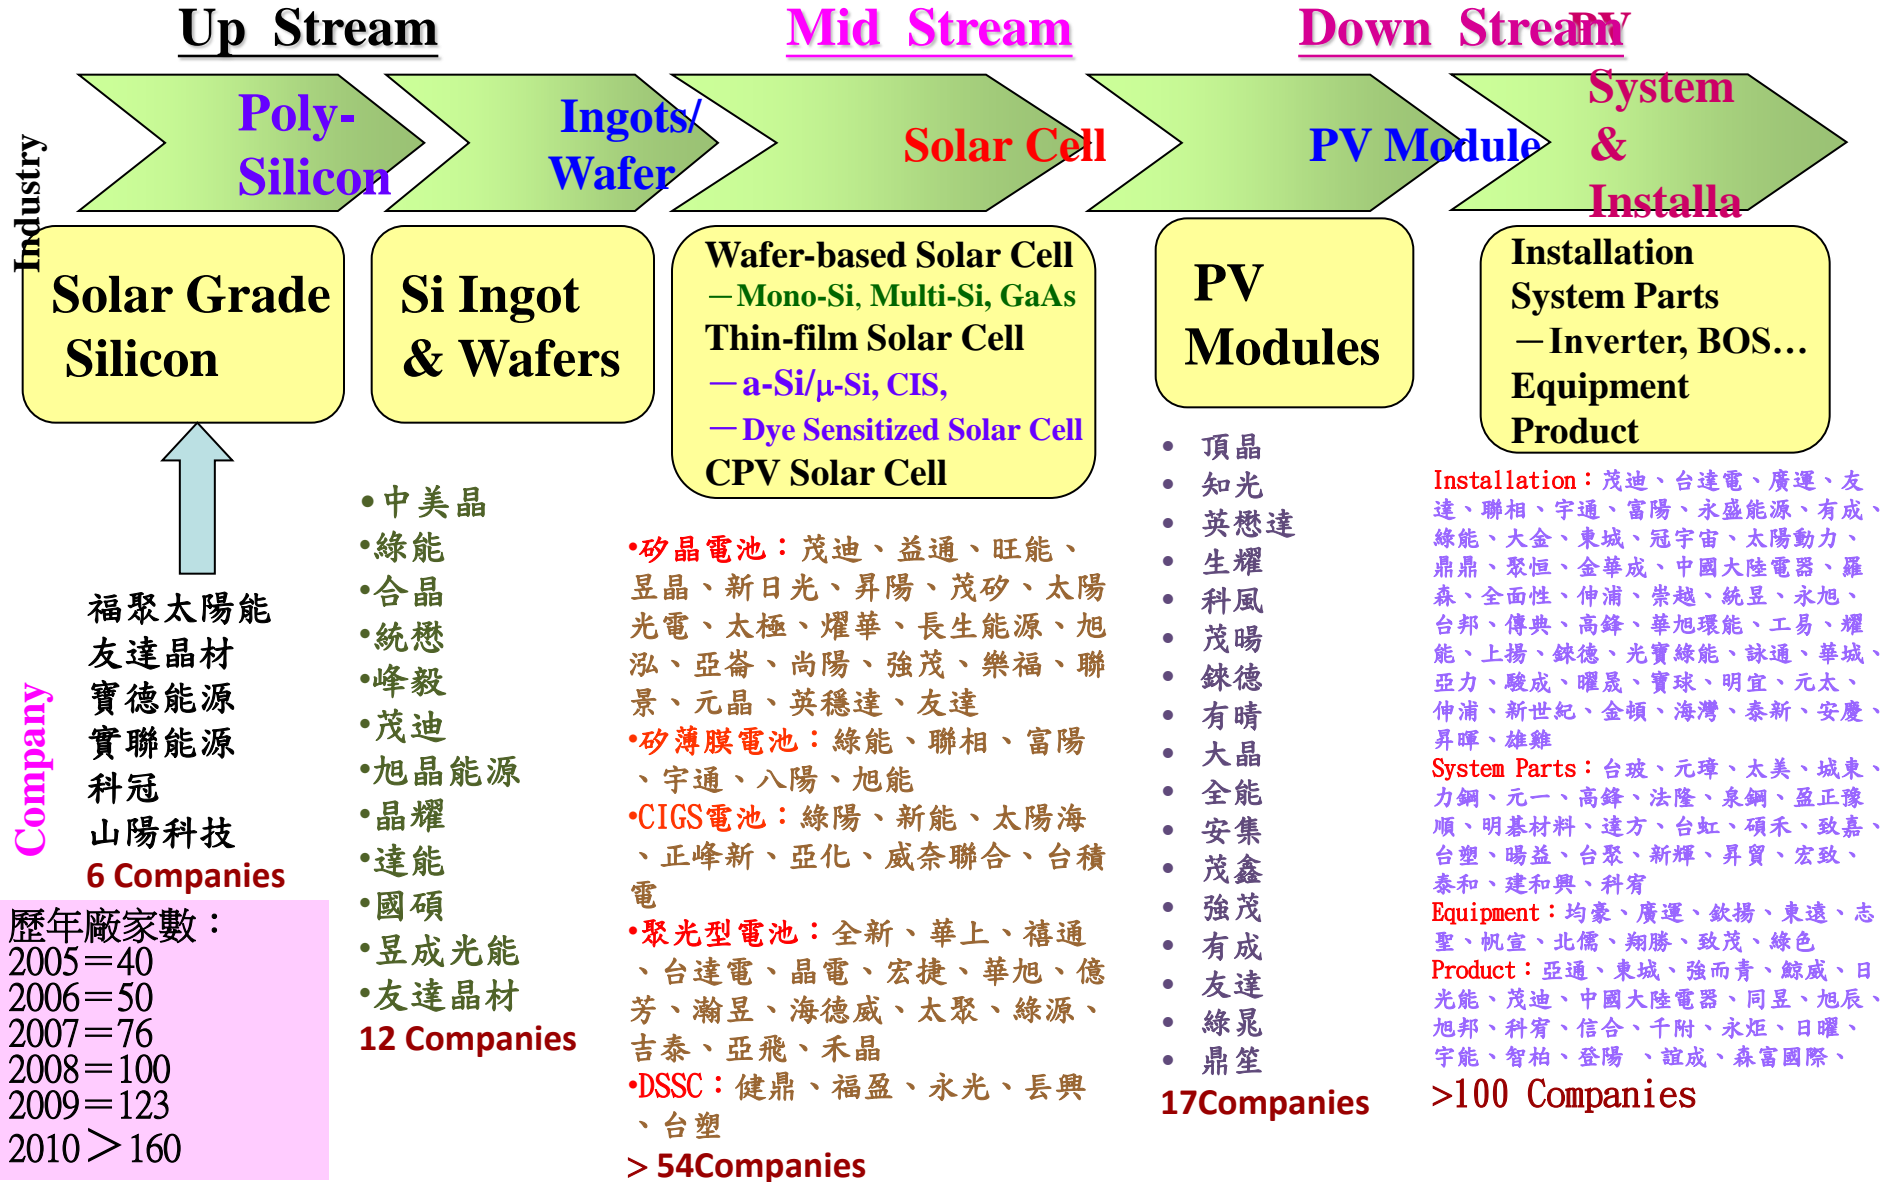 Up Stream
Mid Stream
Down Stream
Industry
Poly-
Silicon
Ingots/
Wafer
Solar Cell
PV Module
PV
System
&
Installa
Solar Grade
Silicon
Si Ingot
& Wafers
Wafer-based Solar Cell
－Mono-Si, Multi-Si, GaAs
Thin-film Solar Cell
－a-Si/μ-Si, CIS,
－Dye Sensitized Solar Cell
CPV Solar Cell
PV
Modules
Installation
System Parts
－Inverter, BOS…
Equipment
Product
Company
福聚太陽能
友達晶材
寶德能源
實聯能源
科冠
山陽科技
6 Companies
歷年廠家數：
2005＝40
2006＝50
2007＝76
2008＝100
2009＝123
2010＞160
•中美晶
•綠能
•合晶
•統懋
•峰毅
•茂迪
•旭晶能源
•晶耀
•達能
•國碩
•昱成光能
•友達晶材
12 Companies
•矽晶電池：茂迪、益通、旺能、
昱晶、新日光、昇陽、茂矽、太陽
光電、太極、燿華、長生能源、旭
泓、亞崙、尚陽、強茂、樂福、聯
景、元晶、英穩達、友達
•矽薄膜電池：綠能、聯相、富陽
、宇通、八陽、旭能
•CIGS電池：綠陽、新能、太陽海
、正峰新、亞化、威奈聯合、台積
電
•聚光型電池：全新、華上、禧通
、台達電、晶電、宏捷、華旭、億
芳、瀚昱、海德威、太聚、綠源、
吉泰、亞飛、禾晶
•DSSC：健鼎、福盈、永光、長興
、台塑
＞54Companies
• 頂晶
• 知光
• 英懋達
• 生耀
• 科風
• 茂暘
• 錸德
• 有晴
• 大晶
• 全能
• 安集
• 茂鑫
• 強茂
• 有成
• 友達
• 綠晁
• 鼎笙
17Companies
Installation：茂迪、台達電、廣運、友
達、聯相、宇通、富陽、永盛能源、有成、
綠能、大金、東城、冠宇宙、太陽動力、
鼎鼎、聚恒、金華成、中國大陸電器、羅
森、全面性、伸浦、崇越、統昱、永旭、
台邦、傳典、高鋒、華旭環能、工易、耀
能、上揚、錸德、光寶綠能、詠通、華城、
亞力、駿成、曜晟、寶球、明宜、元太、
伸浦、新世紀、金頓、海灣、泰新、安慶、
昇暉、雄雞
System Parts：台玻、元璋、太美、城東、
力鋼、元一、高鋒、法隆、泉鋼、盈正豫
順、明基材料、達方、台虹、碩禾、致嘉、
台塑、暘益、台聚、新輝、昇貿、宏致、
泰和、建和興、科宥
Equipment：均豪、廣運、欽揚、東遠、志
聖、帆宣、北儒、翔勝、致茂、綠色
Product：亞通、東城、強而青、鯨威、日
光能、茂迪、中國大陸電器、同昱、旭辰、
旭邦、科宥、信合、千附、永炬、日曜、
宇能、智柏、登陽 、誼成、森富國際、
>100 Companies